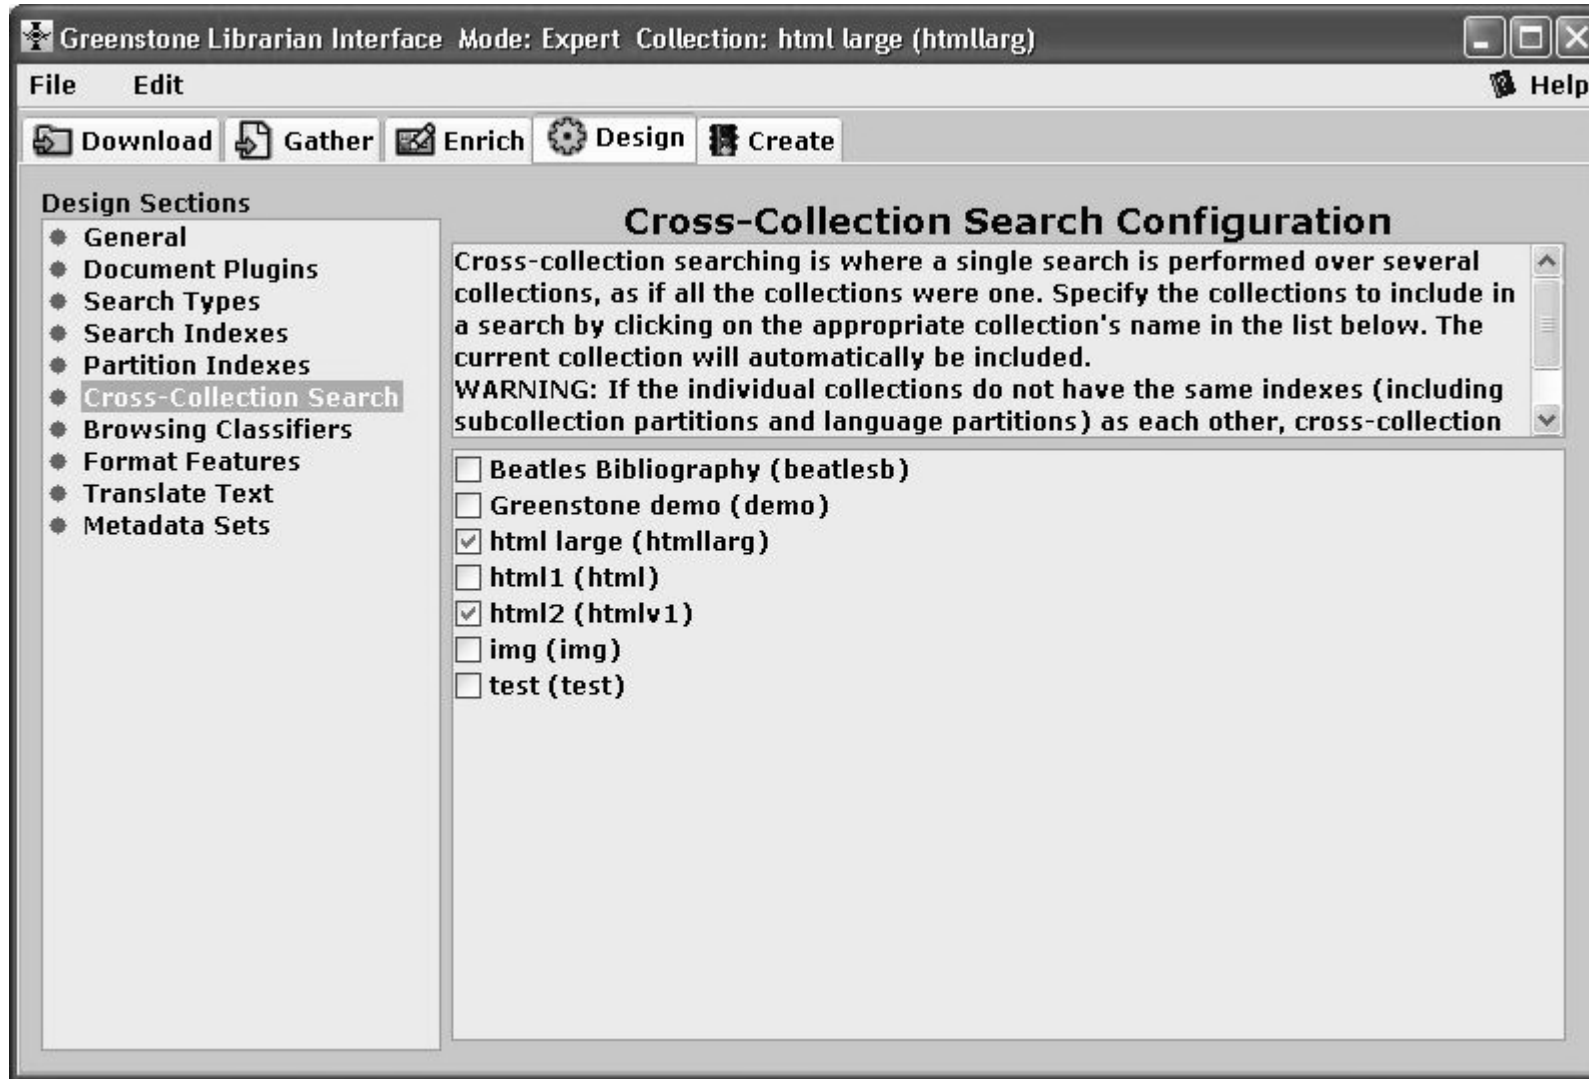 Greenstone Librarian Interface Mode: Expert Collection: html large (htmllarg)
File Edit Help
Download Gather Enrich Design Create
Design Sections
General
Document Plugins
Search Types
Search Indexes
Partition Indexes
Cross-Collection Search
Browsing Classifiers
Format Features
Translate Text
Metadata Sets
Cross-Collection Search Configuration
Cross-collection searching is where a single search is performed over several
collections, as if all the collections were one. Specify the collections to include in
a search by clicking on the appropriate collection's name in the list below. The
current collection will automatically be included.
WARNING: If the individual collections do not have the same indexes (including
subcollection partitions and language partitions) as each other, cross-collection
Beatles Bibliography (beatlesb)
Greenstone demo (demo)
html large (htmllarg)
html1 (html)
html2 (htmlv1)
img (img)
test (test)